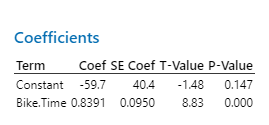 Coefficients
Term Coef SE Coef T-Value P-Value
Constant -59.7 40.4 -1.48 0.147
Bike.Time 0.8391 0.0950 8.83 0.000